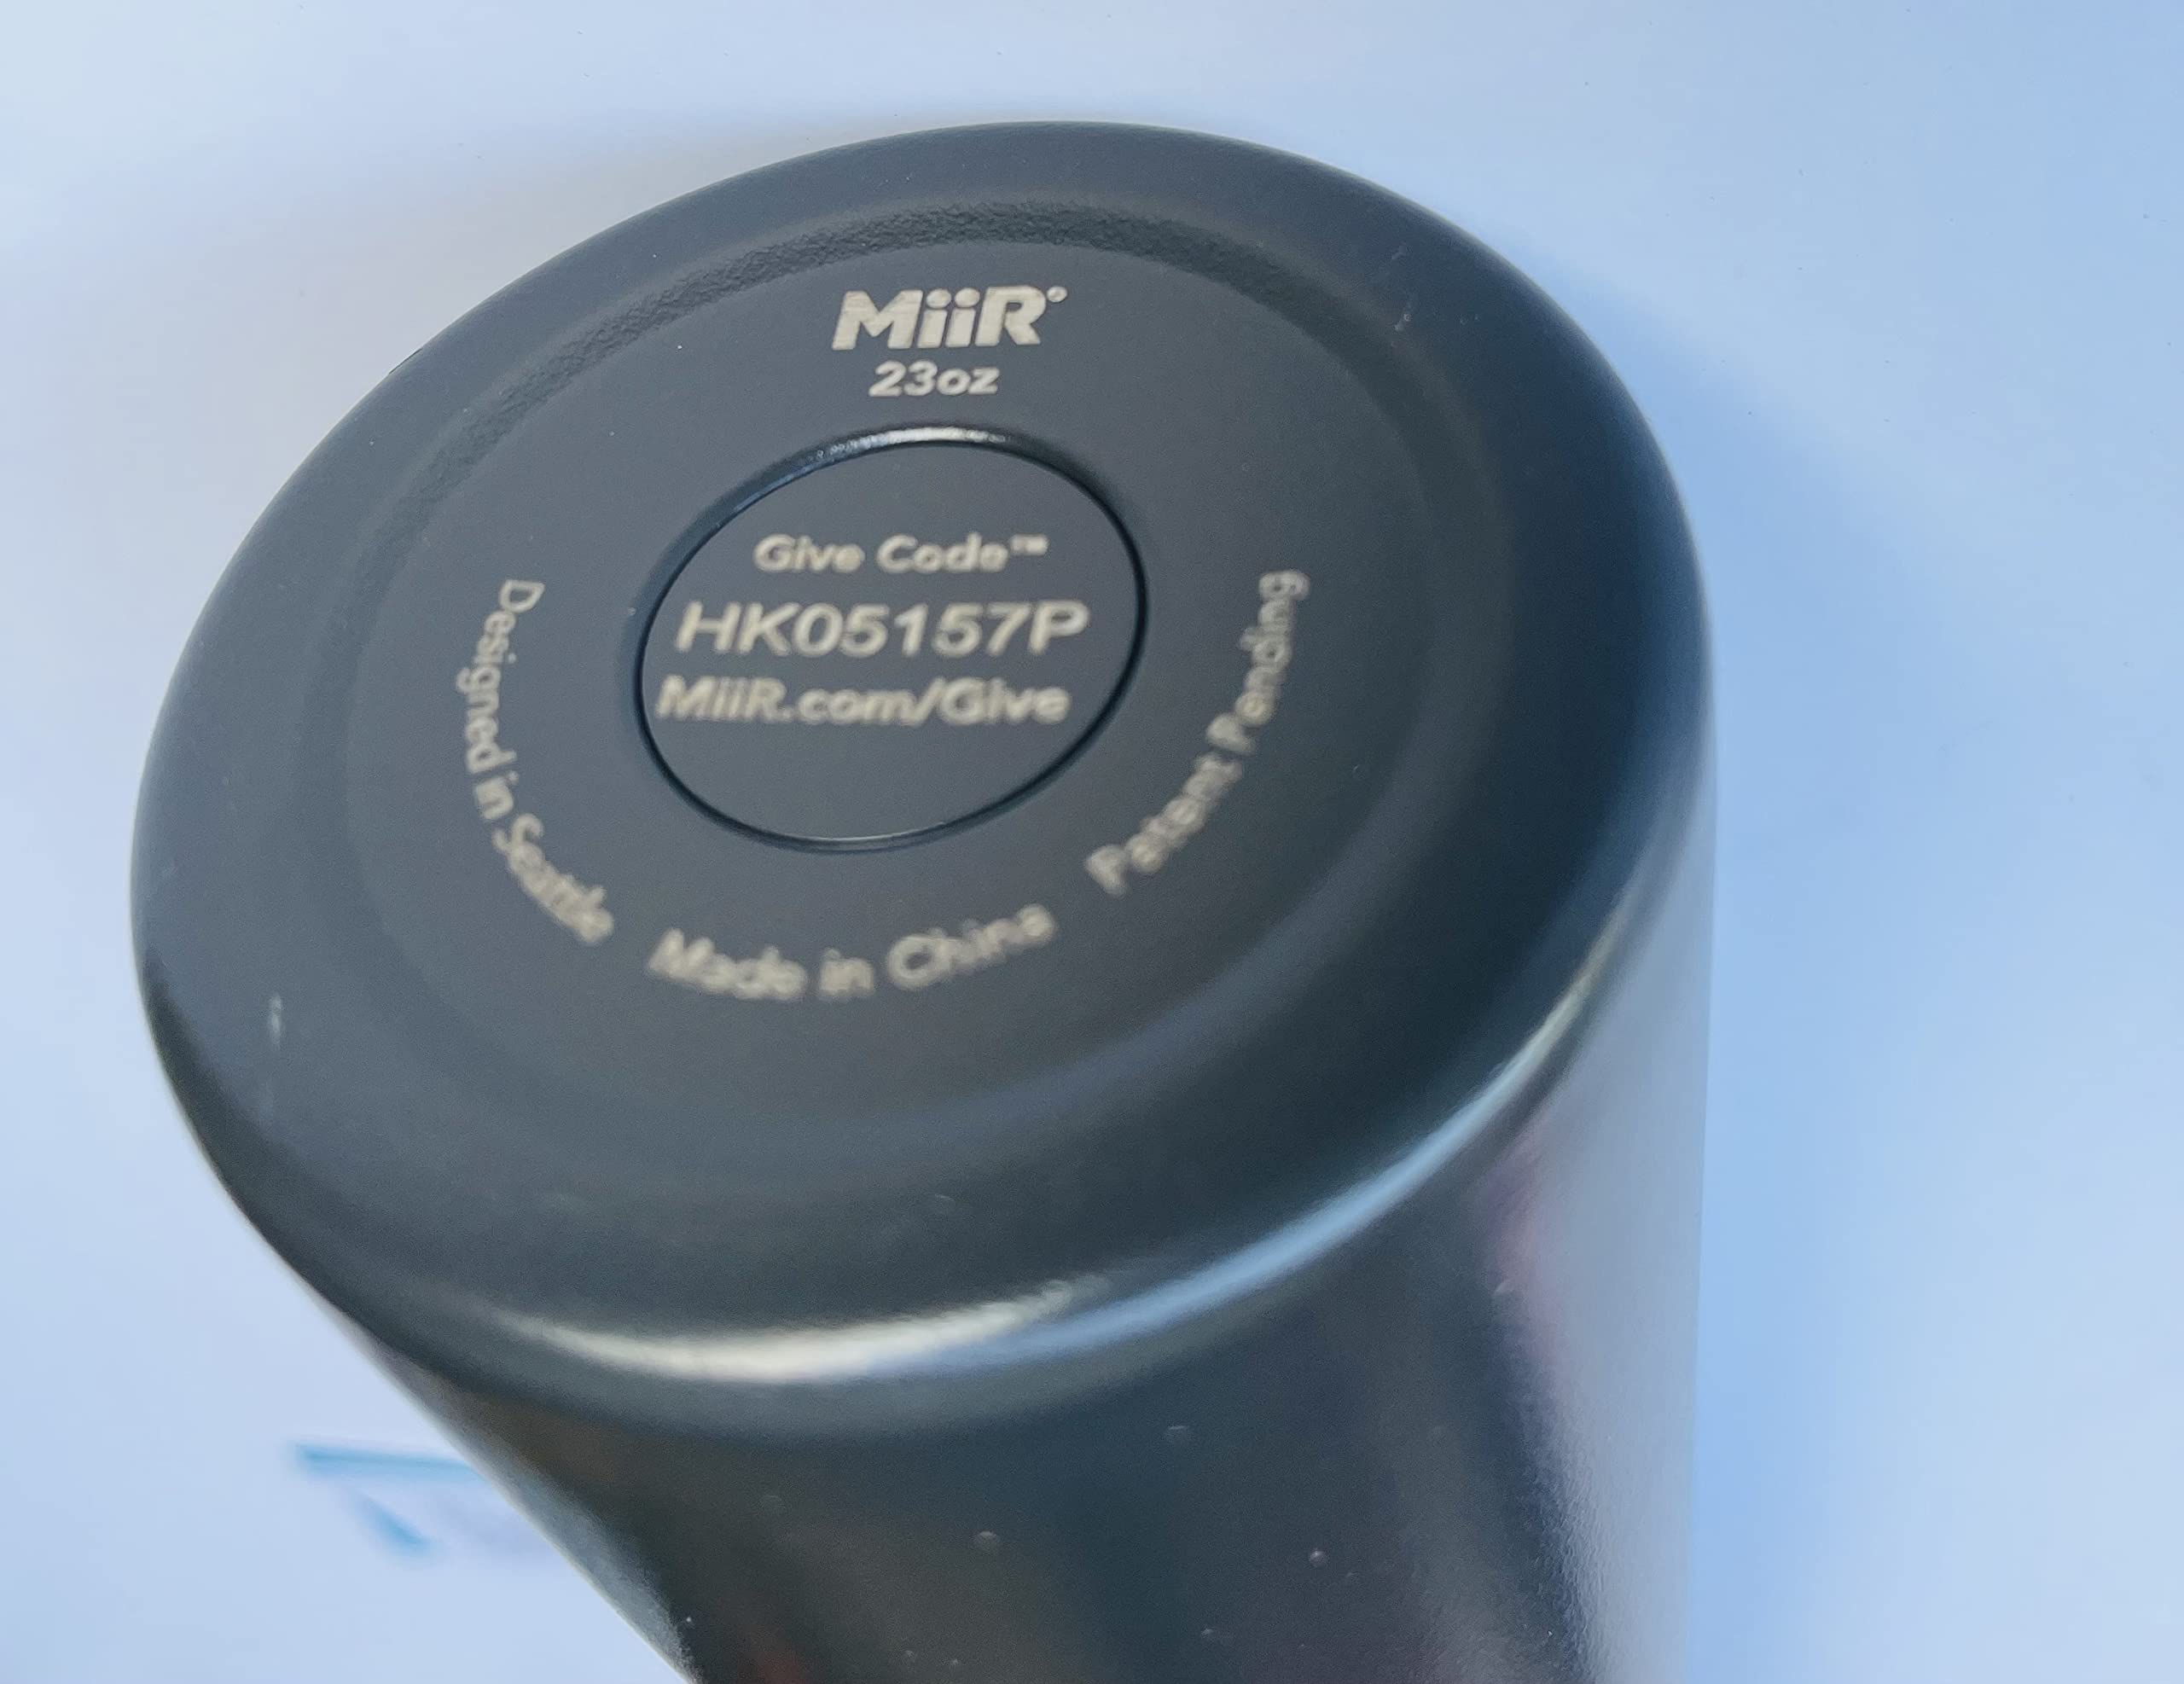 MiiR®
23oz
Give Code™
HK05157P
MiiR.com/Give
Designed in Seattle
Made in China
Patent Pending